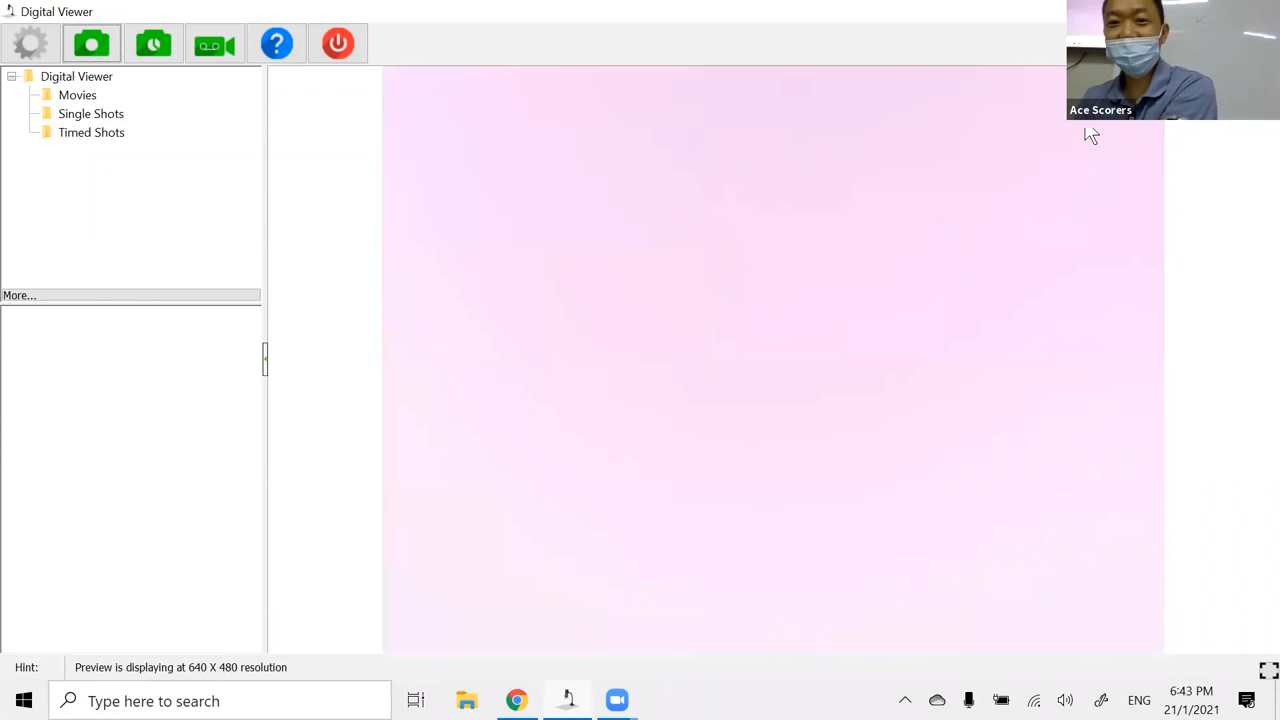 Digital Viewer
Ace Scorers
Digital Viewer
Movies
Single Shots
Timed Shots
More...
Hint:
Preview is displaying at 640 X 480 resolution
Type here to search
ENG
6:43 PM
21/1/2021